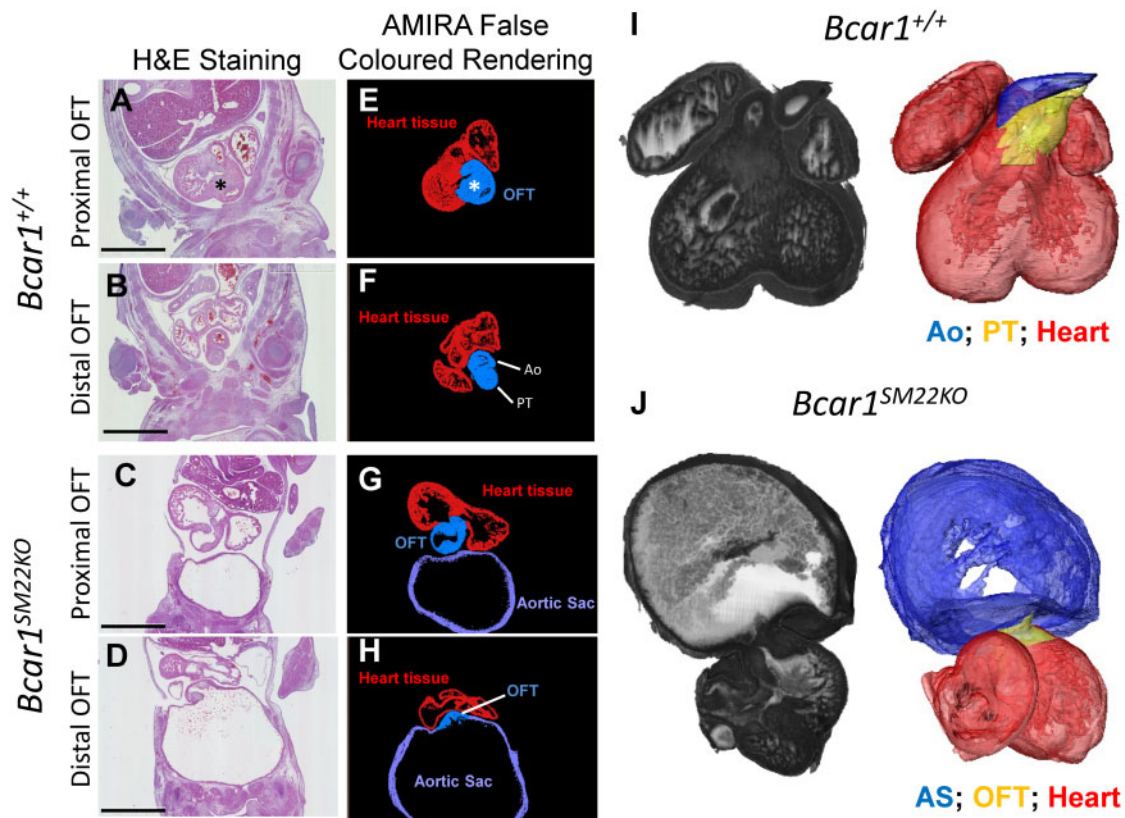 AMIRA False
H&E Staining
Coloured Rendering
Bcar1+/+
Proximal OFT
A
*
E
Heart tissue
*
OFT
Distal OFT
B
F
Heart tissue
Ao
PT
Bcar1SM22KO
Proximal OFT
C
G
Heart tissue
OFT
Aortic Sac
Distal OFT
D
H
Heart tissue
OFT
Aortic Sac
I
Bcar1+/+
Ao; PT; Heart
J
Bcar1SM22KO
AS; OFT; Heart